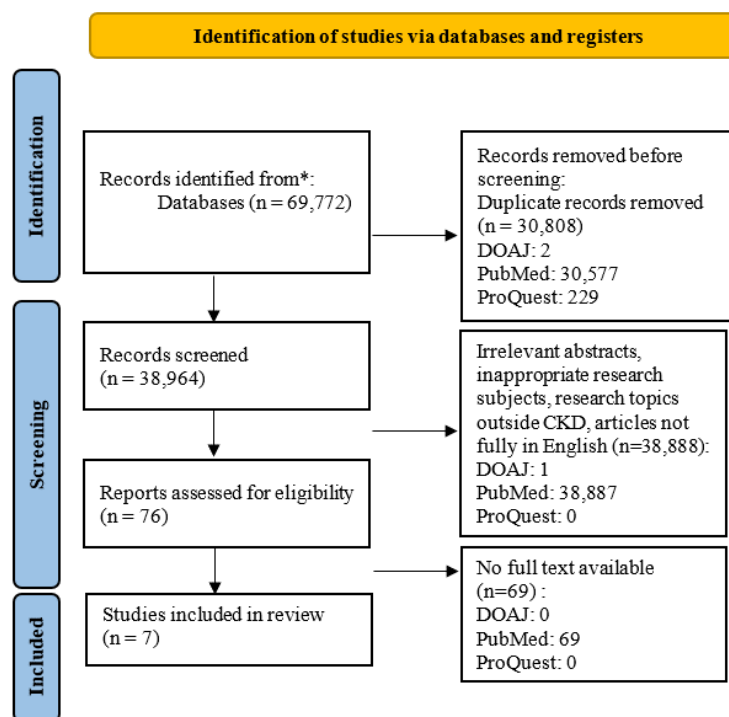 Identification of studies via databases and registers
Identification
Records identified from*:
Databases (n = 69,772)
Records removed before
screening:
Duplicate records removed
(n = 30,808)
DOAJ: 2
PubMed: 30,577
ProQuest: 229
Screening
Records screened
(n = 38,964)
Irrelevant abstracts,
inappropriate research
subjects, research topics
outside CKD, articles not
fully in English (n=38,888):
DOAJ: 1
PubMed: 38,887
ProQuest: 0
Reports assessed for eligibility
(n = 76)
No full text available
(n=69) :
DOAJ: 0
PubMed: 69
ProQuest: 0
Included
Studies included in review
(n = 7)